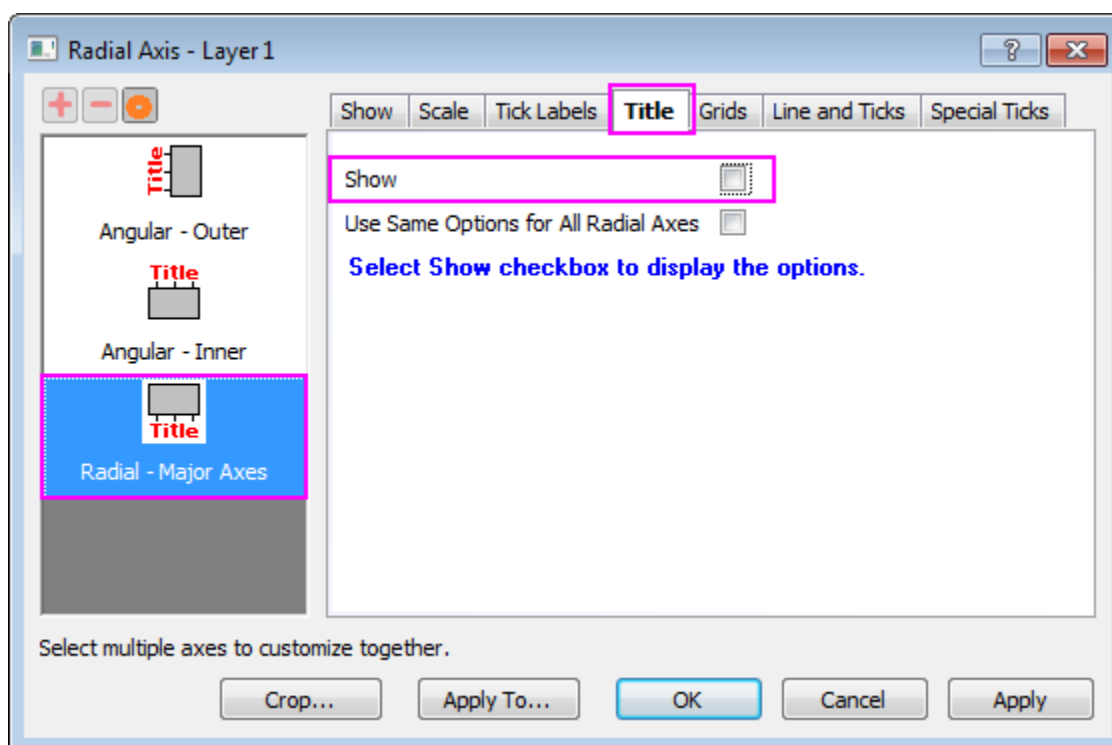 Radial Axis - Layer 1
Show Scale Tick Labels Title Grids Line and Ticks Special Ticks
Title
Angular - Outer
Title
Angular - Inner
Title
Radial - Major Axes
Show
Use Same Options for All Radial Axes
Select Show checkbox to display the options.
Select multiple axes to customize together.
Crop... Apply To... OK Cancel Apply